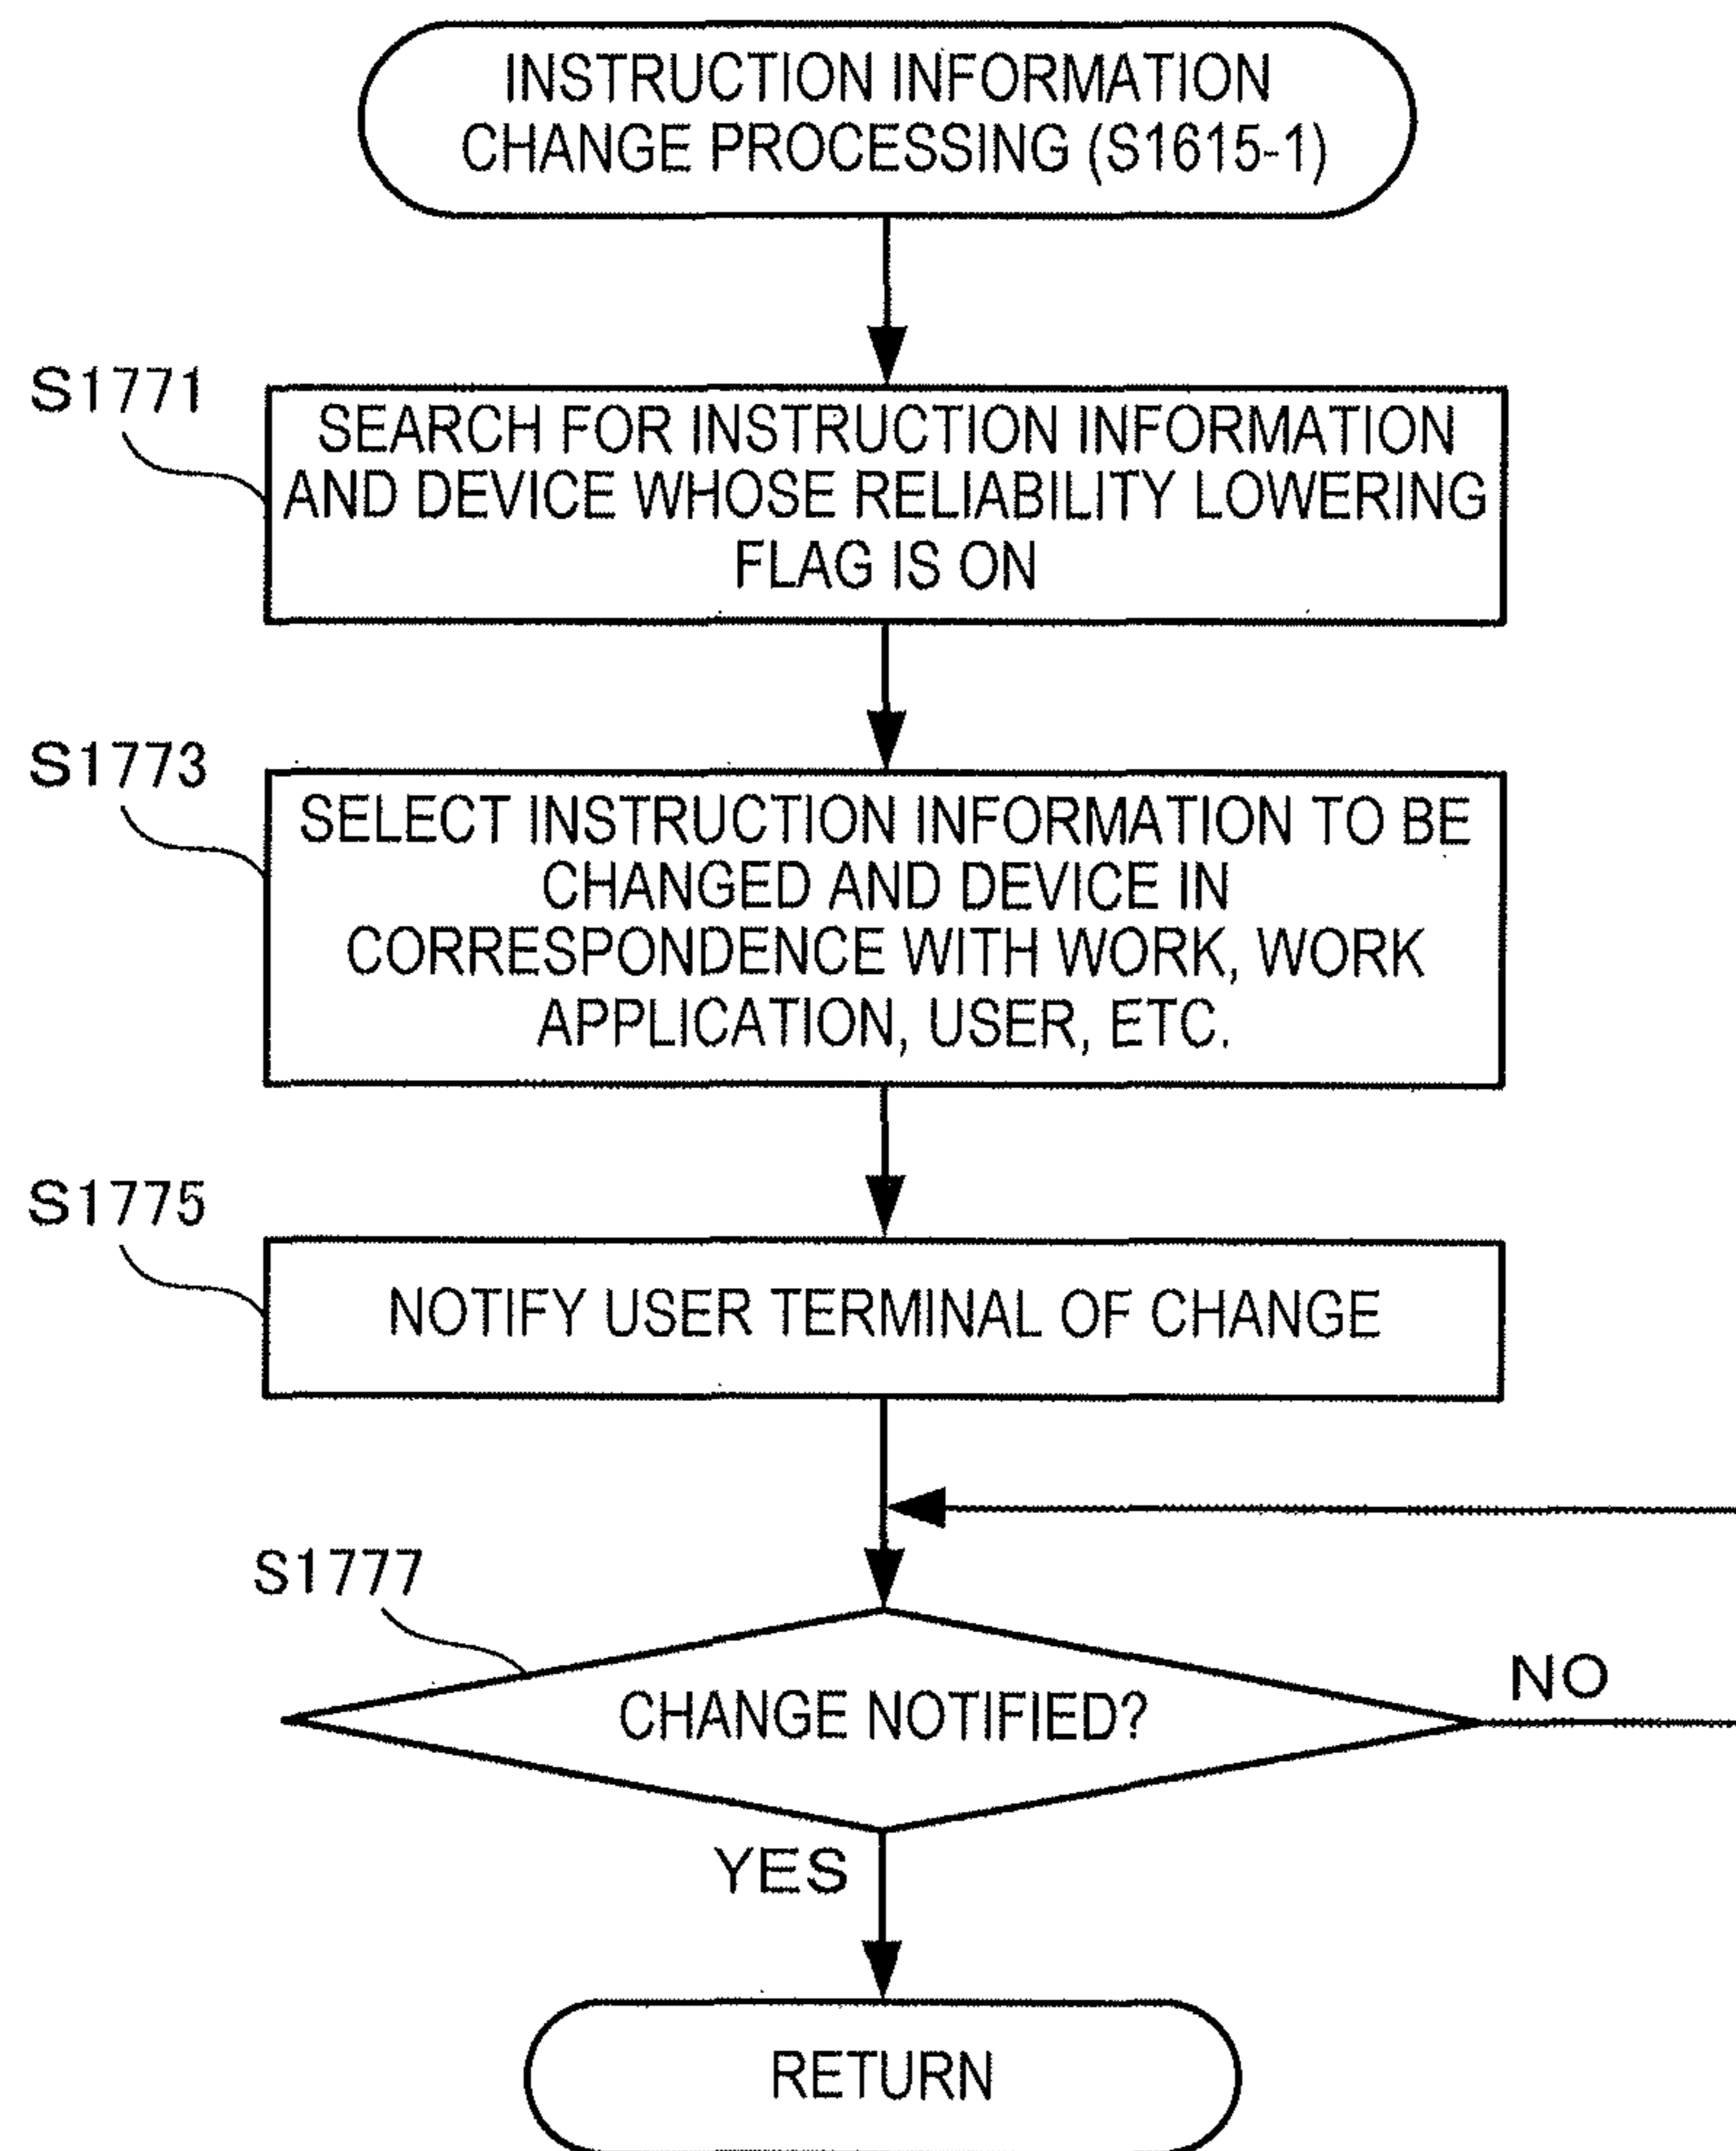 INSTRUCTION INFORMATION
CHANGE PROCESSING (S1615-1)
S1771
SEARCH FOR INSTRUCTION INFORMATION
AND DEVICE WHOSE RELIABILITY LOWERING
FLAG IS ON
S1773
SELECT INSTRUCTION INFORMATION TO BE
CHANGED AND DEVICE IN
CORRESPONDENCE WITH WORK, WORK
APPLICATION, USER, ETC.
S1775
NOTIFY USER TERMINAL OF CHANGE
S1777
CHANGE NOTIFIED?
NO
YES
RETURN